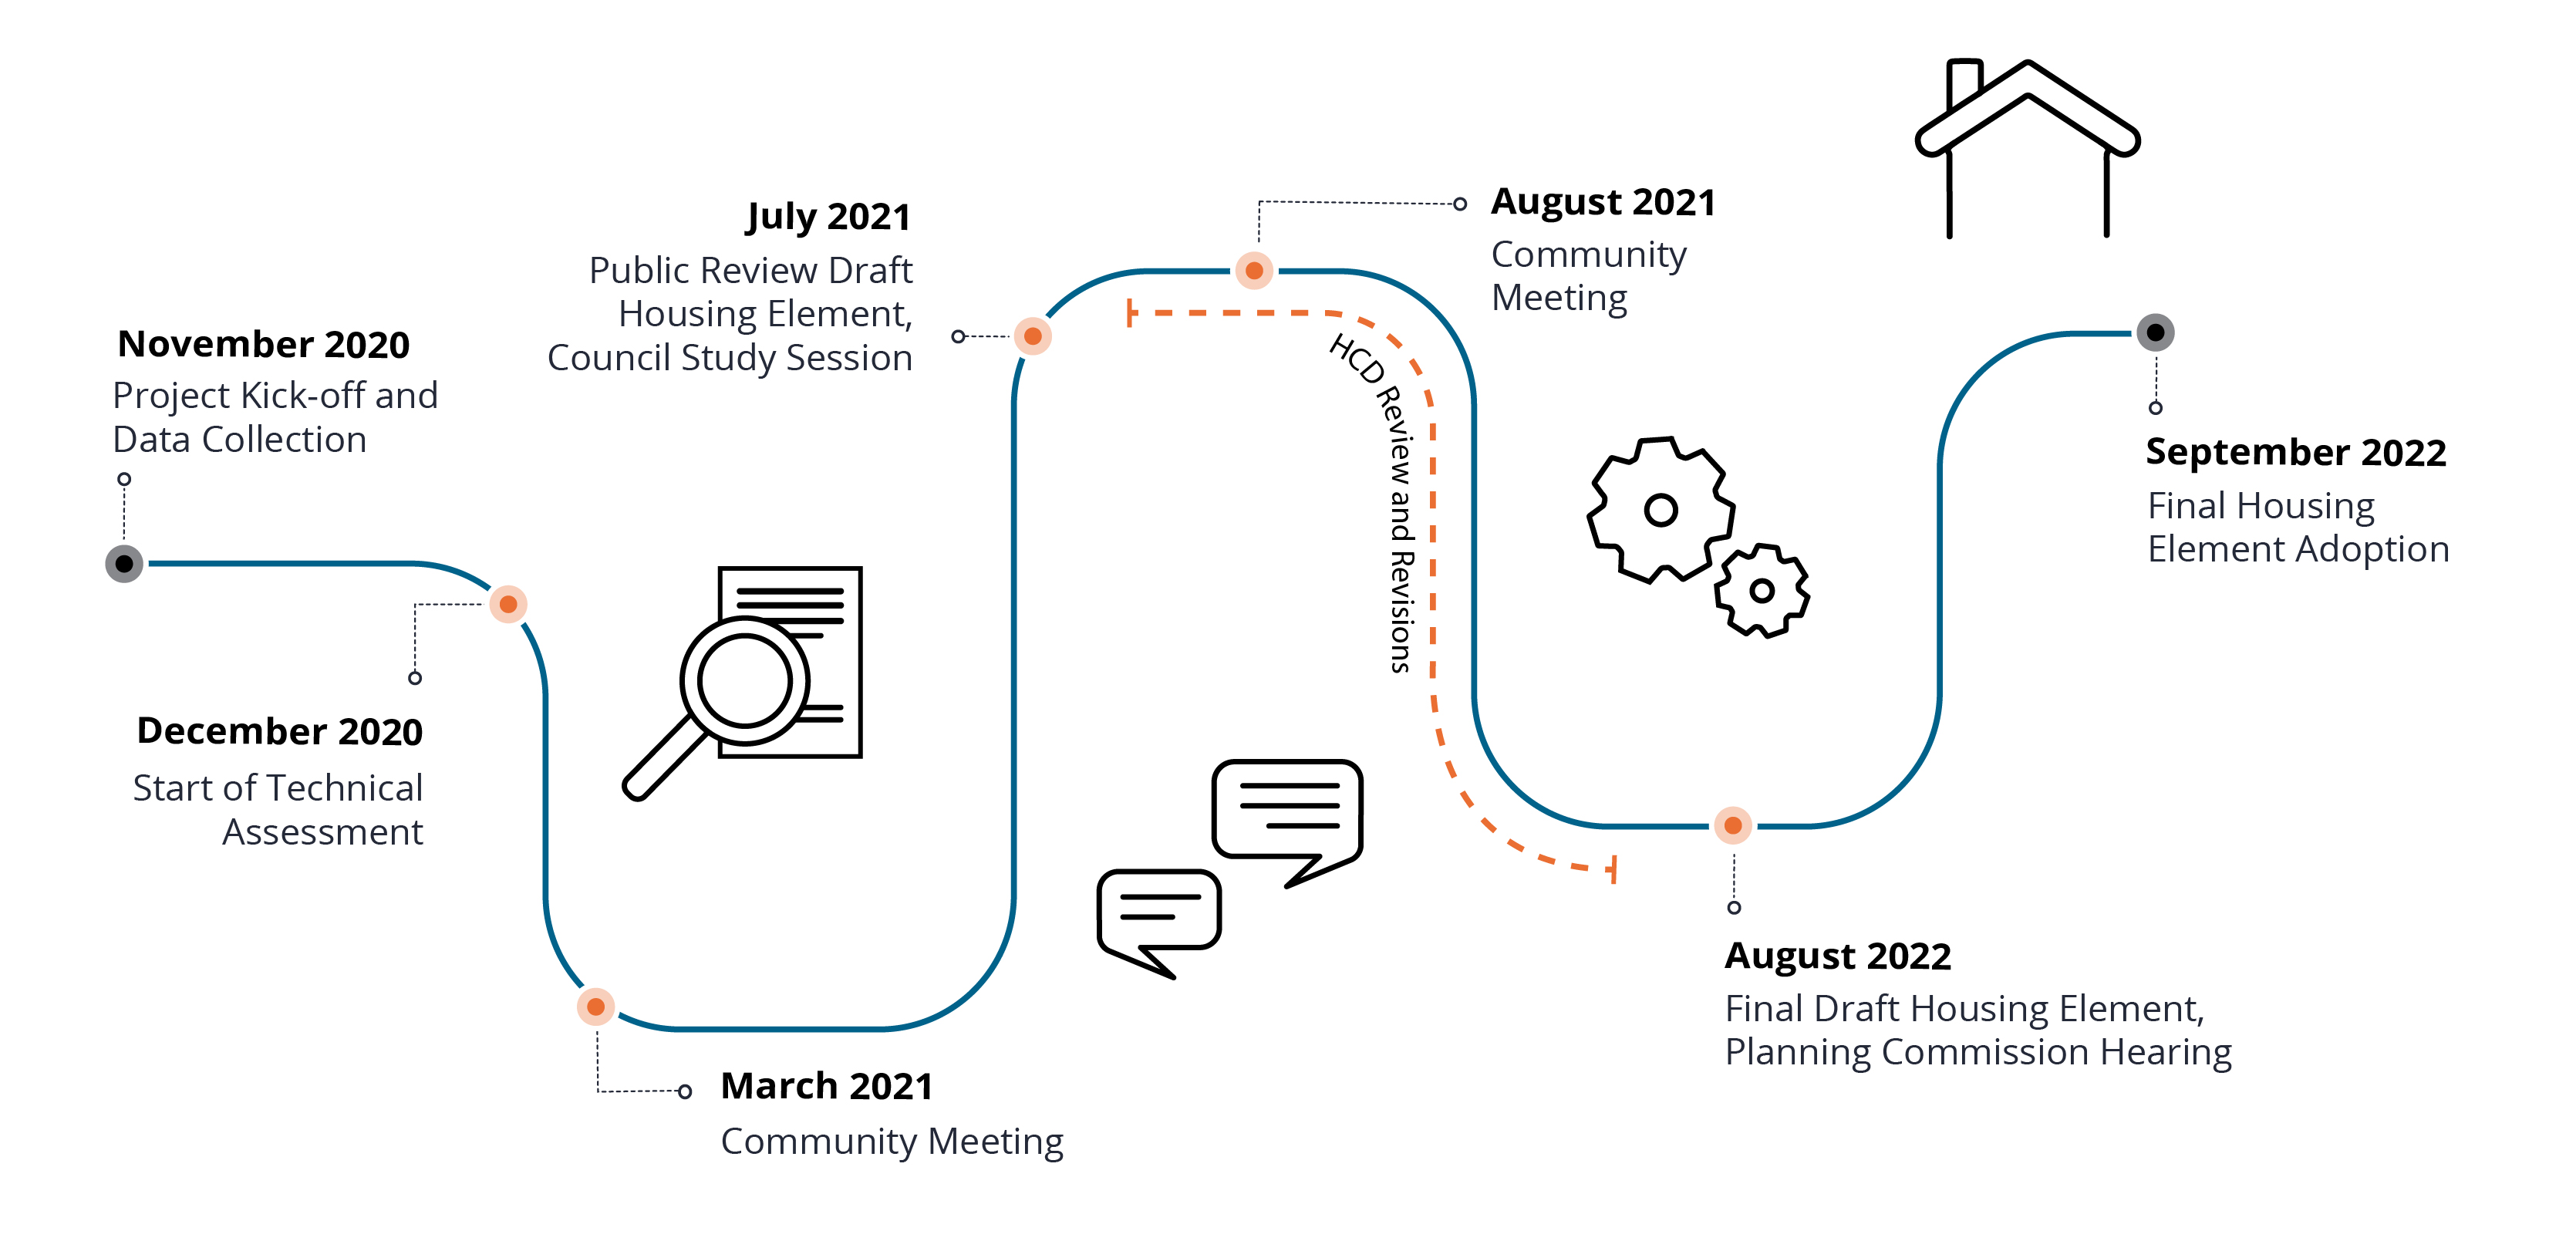 November 2020
Project Kick-off and
Data Collection
December 2020
Start of Technical
Assessment
March 2021
Community Meeting
July 2021
Public Review Draft
Housing Element,
Council Study Session
August 2021
Community
Meeting
HCD Review and Revisions
August 2022
Final Draft Housing Element,
Planning Commission Hearing
September 2022
Final Housing
Element Adoption